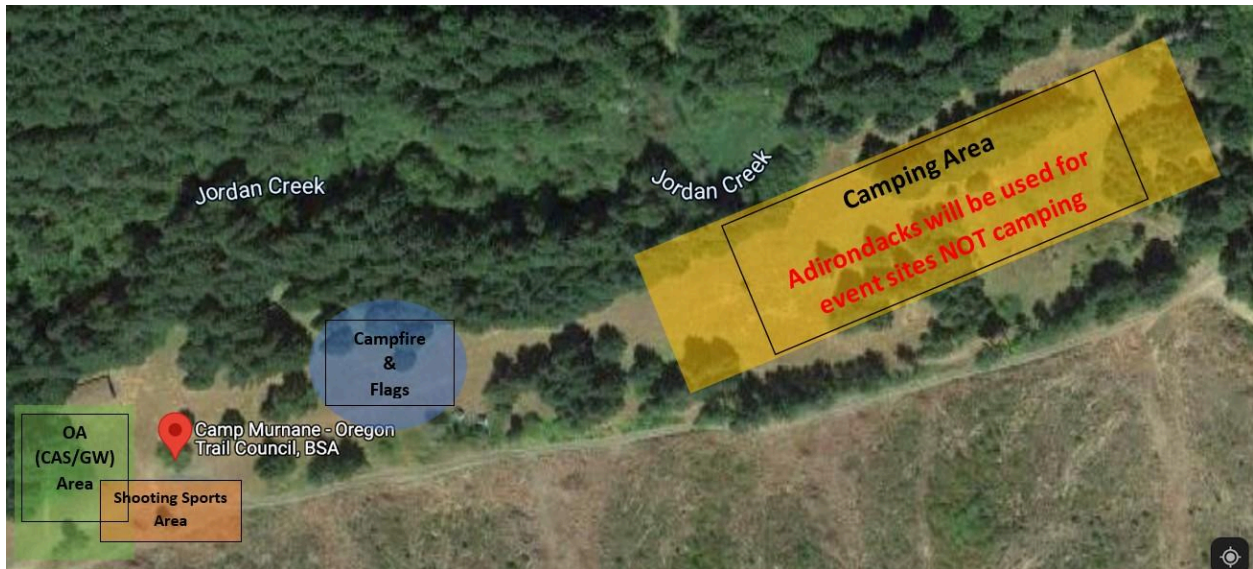 Jordan Creek
Jordan Creek
Camping Area
Adirondacks will be used for
event sites NOT camping
Campfire
&
Flags
Camp Murnane - Oregon
Trail Council, BSA
OA
(CAS/GW)
Area
Shooting Sports
Area